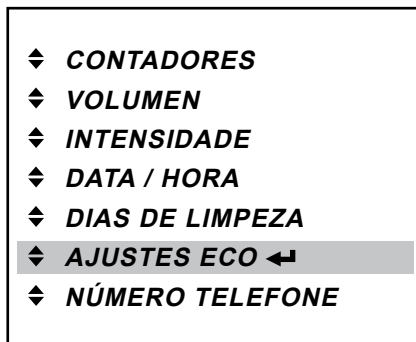 CONTADORES
VOLUMEN
INTENSIDADE
DATA / HORA
DIAS DE LIMPEZA
AJUSTES ECO
NÚMERO TELEFONE